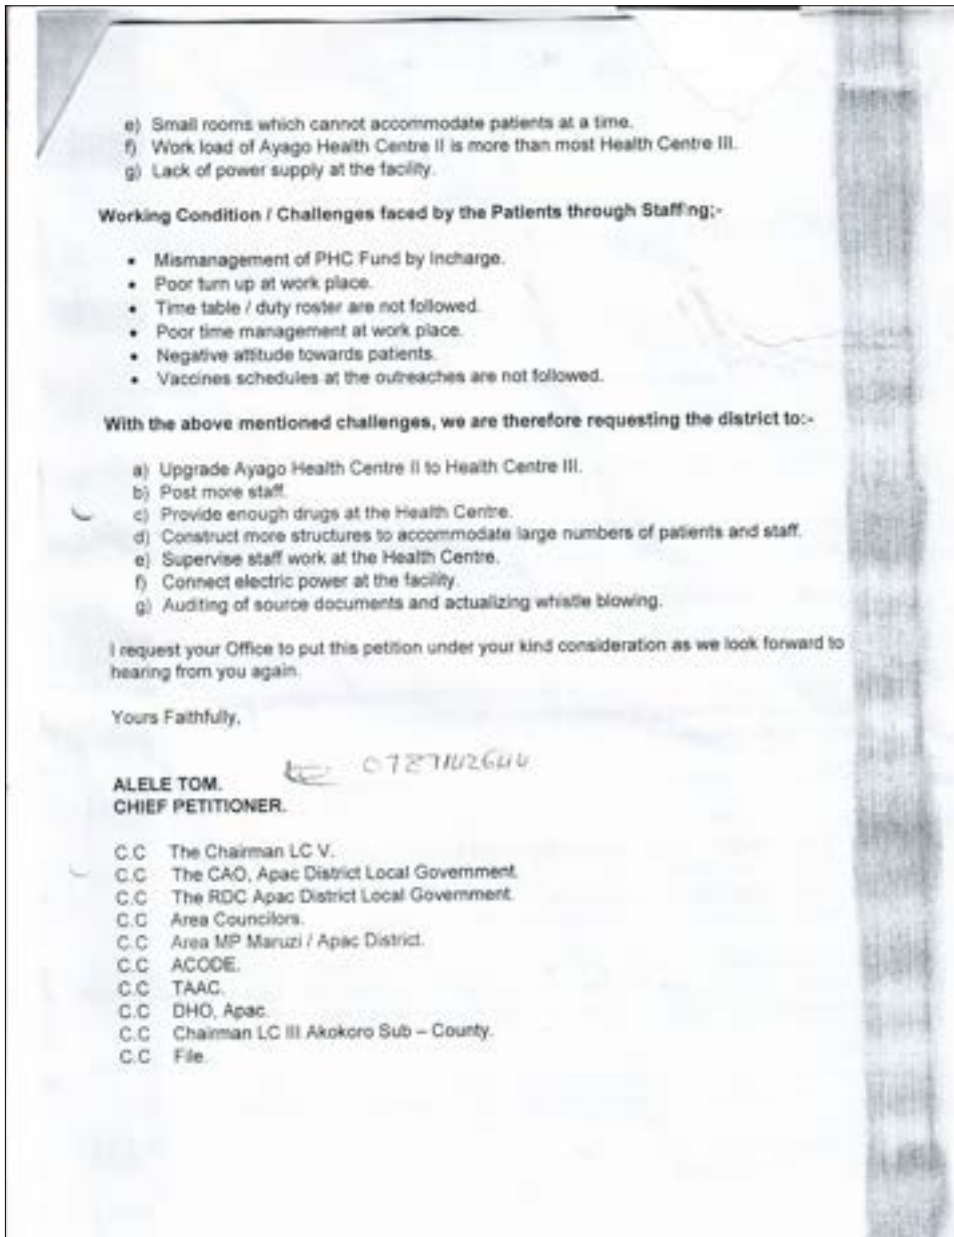 e) Small rooms which cannot accommodate patients at a time.
f) Work load of Ayago Health Centre II is more than most Health Centre III.
g) Lack of power supply at the facility.
Working Condition / Challenges faced by the Patients through Staffing:-
• Mismanagement of PHC Fund by Incharge.
• Poor turn up at work place.
• Time table / duty roster are not followed.
• Poor time management at work place.
• Negative attitude towards patients.
• Vaccines schedules at the outreaches are not followed.
With the above mentioned challenges, we are therefore requesting the district to:-
a) Upgrade Ayago Health Centre II to Health Centre III.
b) Post more staff.
c) Provide enough drugs at the Health Centre.
d) Construct more structures to accommodate large numbers of patients and staff.
e) Supervise staff work at the Health Centre.
f) Connect electric power at the facility.
g) Auditing of source documents and actualizing whistle blowing.
I request your Office to put this petition under your kind consideration as we look forward to
hearing from you again.
Yours Faithfully,
ALELE TOM.
CHIEF PETITIONER.
C.C The Chairman LC V.
C.C The CAO, Apac District Local Government.
C.C The RDC Apac District Local Government.
C.C Area Councilors.
C.C Area MP Maruzi / Apac District.
C.C ACODE.
C.C TAAC.
C.C DHO, Apac.
C.C Chairman LC III Akokoro Sub – County.
C.C File.